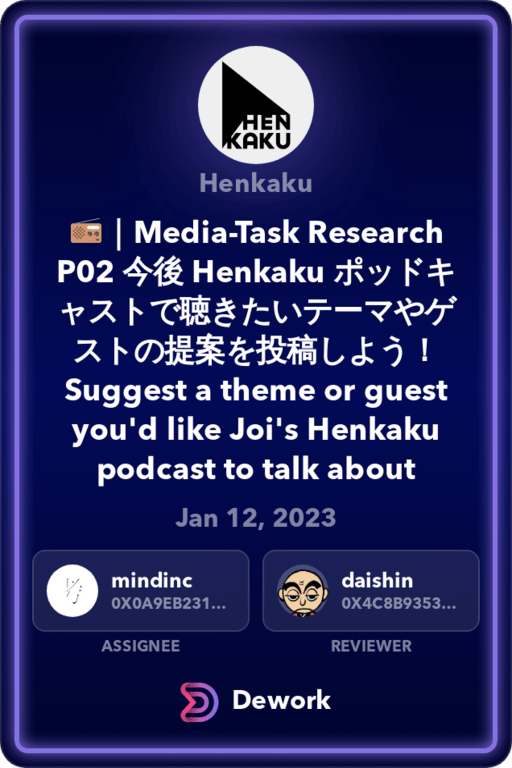 HEN
KAKU
Henkaku
📻｜Media-Task Research
P02 今後 Henkaku ポッドキ
ャストで聴きたいテーマやゲ
ストの提案を投稿しよう！
Suggest a theme or guest
you'd like Joi's Henkaku
podcast to talk about
Jan 12, 2023
mindinc
0X0A9EB231...
ASSIGNEE
daishin
0X4C8B9353...
REVIEWER
Dework